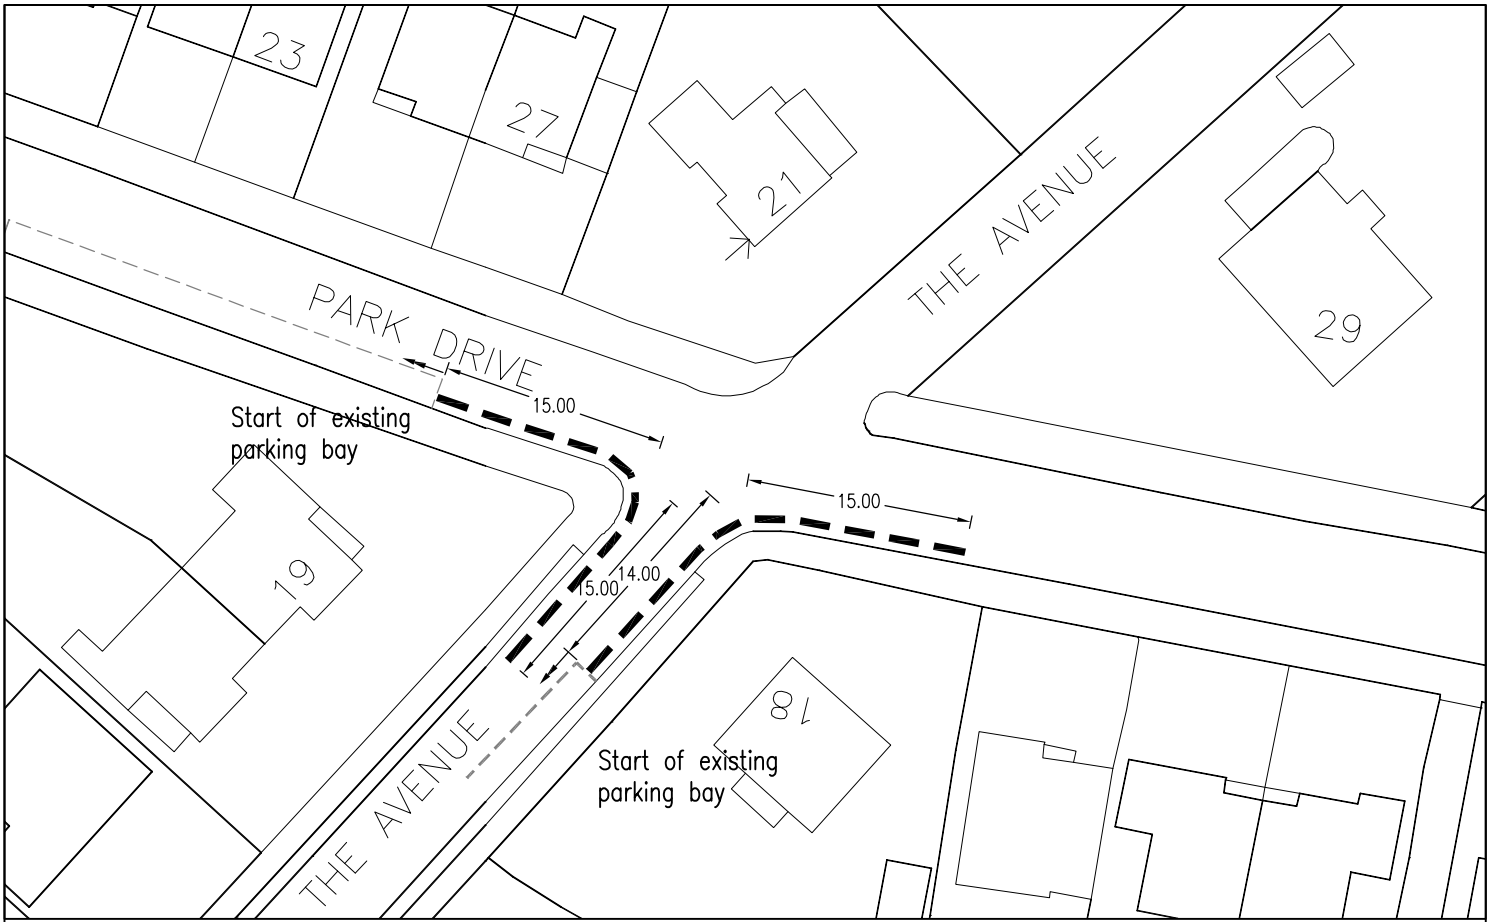 23
27
21
THE AVENUE
29
PARK DRIVE
15.00
Start of existing
parking bay
15.00
14.00
15.00
19
18
THE AVENUE
Start of existing
parking bay